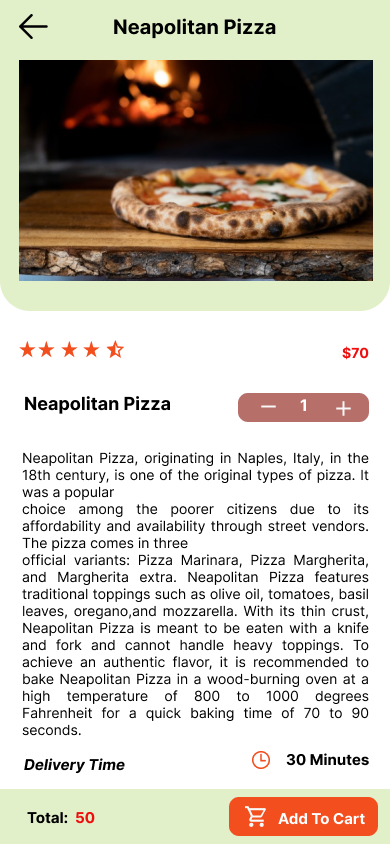 Neapolitan Pizza
$70
Neapolitan Pizza
1
Neapolitan Pizza, originating in Naples, Italy, in the
18th century, is one of the original types of pizza. It
was a popular
choice among the poorer citizens due to its
affordability and availability through street vendors.
The pizza comes in three
official variants: Pizza Marinara, Pizza Margherita,
and Margherita extra. Neapolitan Pizza features
traditional toppings such as olive oil, tomatoes, basil
leaves, oregano,and mozzarella. With its thin crust,
Neapolitan Pizza is meant to be eaten with a knife
and fork and cannot handle heavy toppings. To
achieve an authentic flavor, it is recommended to
bake Neapolitan Pizza in a wood-burning oven at a
high temperature of 800 to 1000 degrees
Fahrenheit for a quick baking time of 70 to 90
seconds.
Delivery Time
30 Minutes
Total: 50
Add To Cart